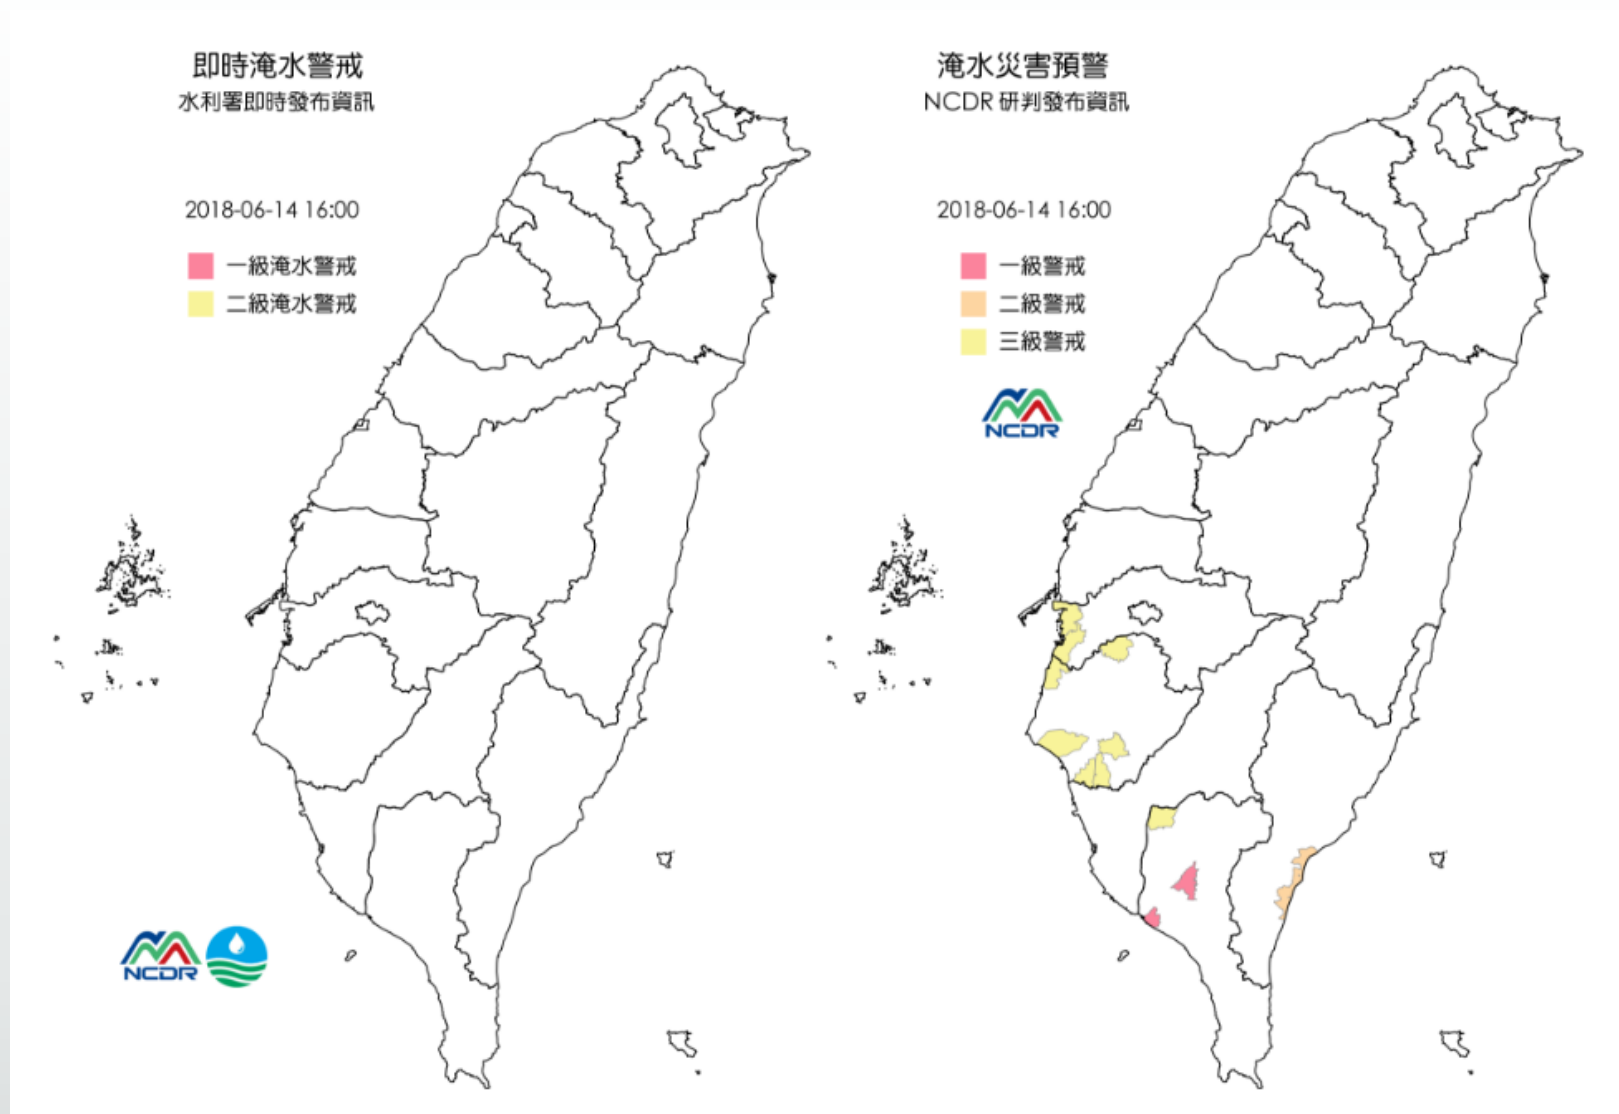 即時淹水警戒
水利署即時發布資訊
2018-06-14 16:00
一級淹水警戒
二級淹水警戒
NCDR
淹水災害預警
NCDR 研判發布資訊
2018-06-14 16:00
一級警戒
二級警戒
三級警戒
NCDR